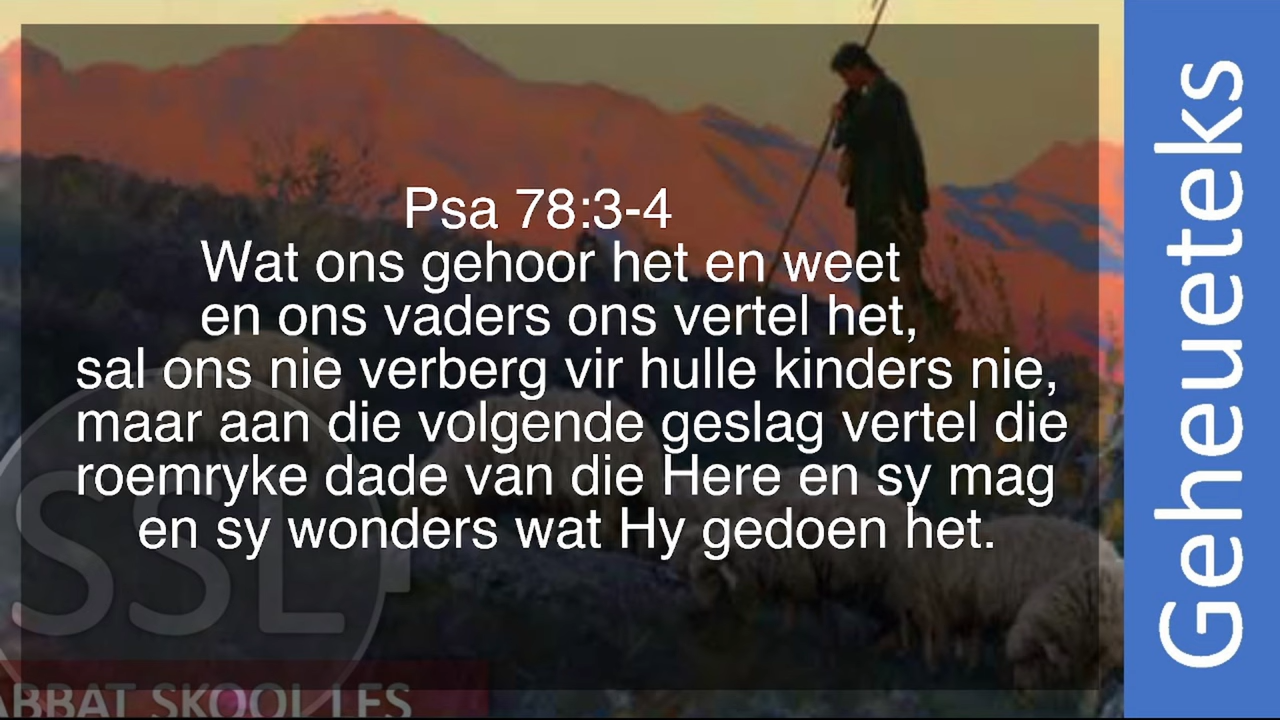 Psa 78:3-4
Wat ons gehoor het en weet
en ons vaders ons vertel het,
sal ons nie verberg vir hulle kinders nie,
maar aan die volgende geslag vertel die
roemryke dade van die Here en sy mag
en sy wonders wat Hy gedoen het.
Geheueteks
SSL
ABBAT SKOOL LES